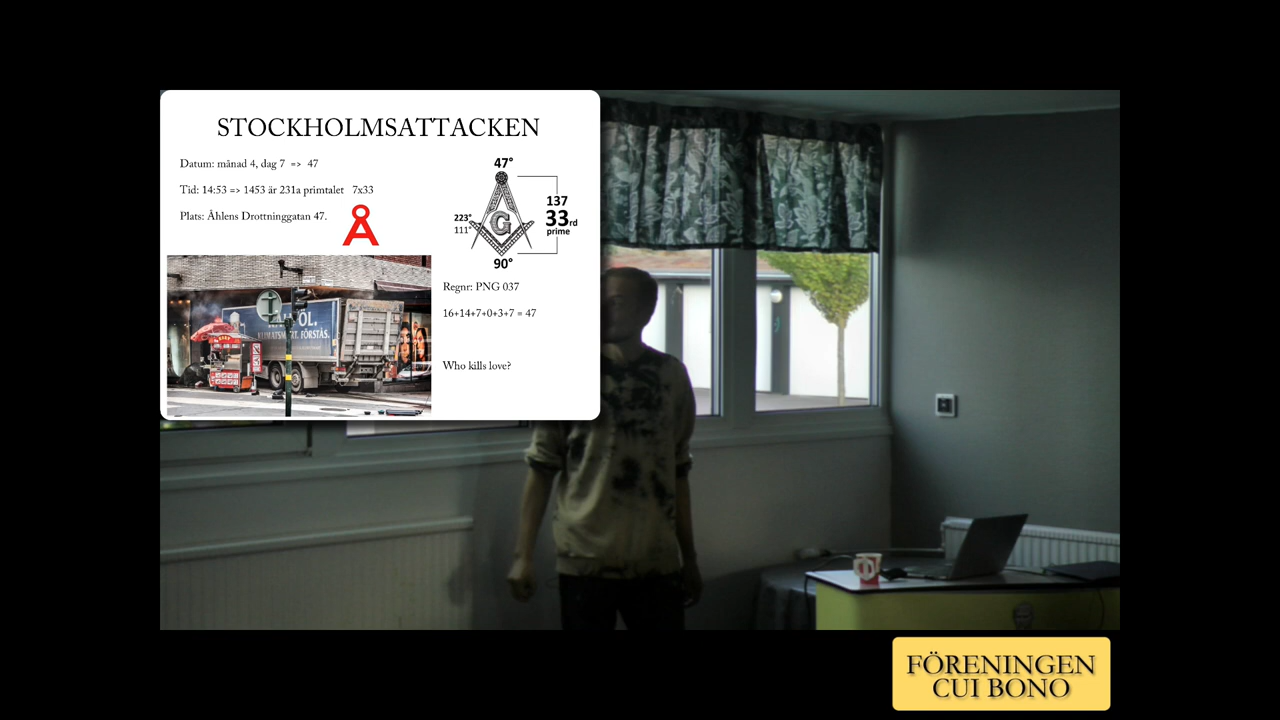 STOCKHOLMSATTACKEN
Datum: månad 4, dag 7 => 47
Tid: 14:53 => 1453 är 231a primtalet 7x33
Plats: Åhlens Drottninggatan 47.
Å
47°
137
33rd
prime
223°
111°
G
90°
Regnr: PNG 037
16+14+7+0+3+7 = 47
Who kills love?
ÖL.
FÖRSTÅS.
FÖRENINGEN
CUI BONO